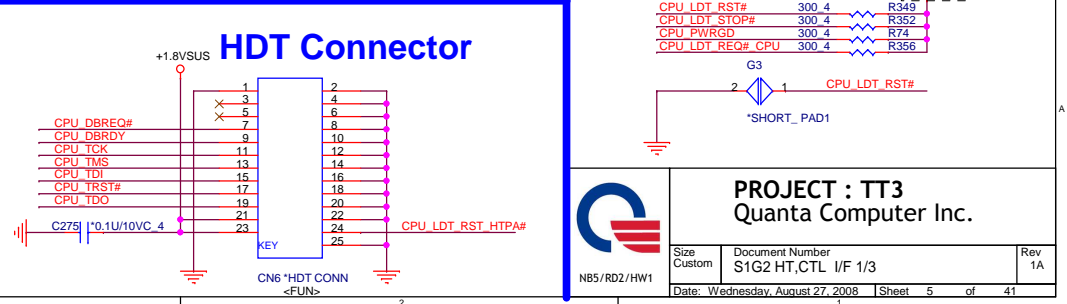 HDT Connector
+1.8VSUS
1
2
3
4
5
6
7
8
9
10
11
12
13
14
15
16
17
18
19
20
21
22
23
24
25
KEY
CPU_DBREQ#
CPU_DBRDY
CPU_TCK
CPU_TMS
CPU_TDI
CPU_TRST#
CPU_TDO
C275 *0.1U/10VC_4
CPU_LDT_RST_HTPA#
CN6 *HDT CONN
<FUN>
2
CPU_LDT_RST# 300_4 R349
CPU_LDT_STOP# 300_4 R352
CPU_PWRGD 300_4 R74
CPU_LDT_REQ#_CPU 300_4 R356
G3
2 1 CPU_LDT_RST#
*SHORT_ PAD1
A
NB5/RD2/HW1
PROJECT : TT3
Quanta Computer Inc.
Size
Custom
Document Number
S1G2 HT,CTL I/F 1/3
Rev
1A
Date: Wednesday, August 27, 2008 Sheet 5 of 41
1